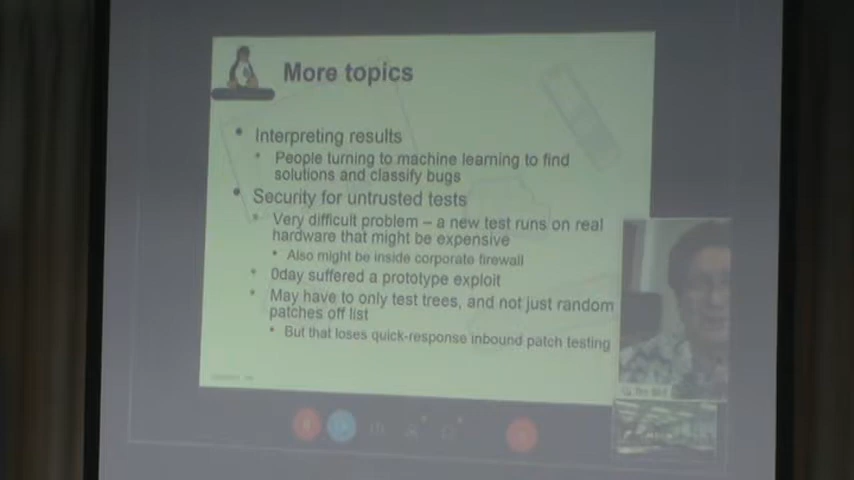 More topics
Interpreting results
People turning to machine learning to find
solutions and classify bugs
Security for untrusted tests
Very difficult problem – a new test runs on real
hardware that might be expensive
Also might be inside corporate firewall
0day suffered a prototype exploit
May have to only test trees, and not just random
patches off list
But that loses quick-response inbound patch testing